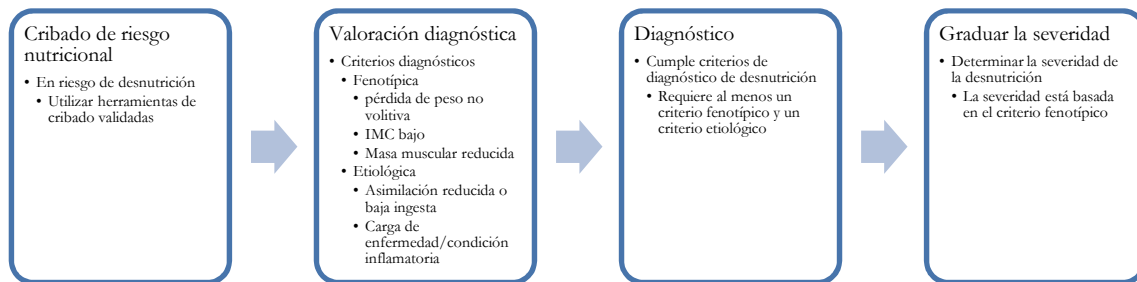 Cribado de riesgo
nutricional
• En riesgo de desnutrición
• Utilizar herramientas de
cribado validadas
Valoración diagnóstica
• Criterios diagnósticos
• Fenotípica
• pérdida de peso no
volitiva
• IMC bajo
• Masa muscular reducida
• Etiológica
• Asimilación reducida o
baja ingesta
• Carga de
enfermedad/condición
inflamatoria
Diagnóstico
• Cumple criterios de
diagnóstico de desnutrición
• Requiere al menos un
criterio fenotípico y un
criterio etiológico
Graduar la severidad
• Determinar la severidad de
la desnutrición
• La severidad está basada
en el criterio fenotípico